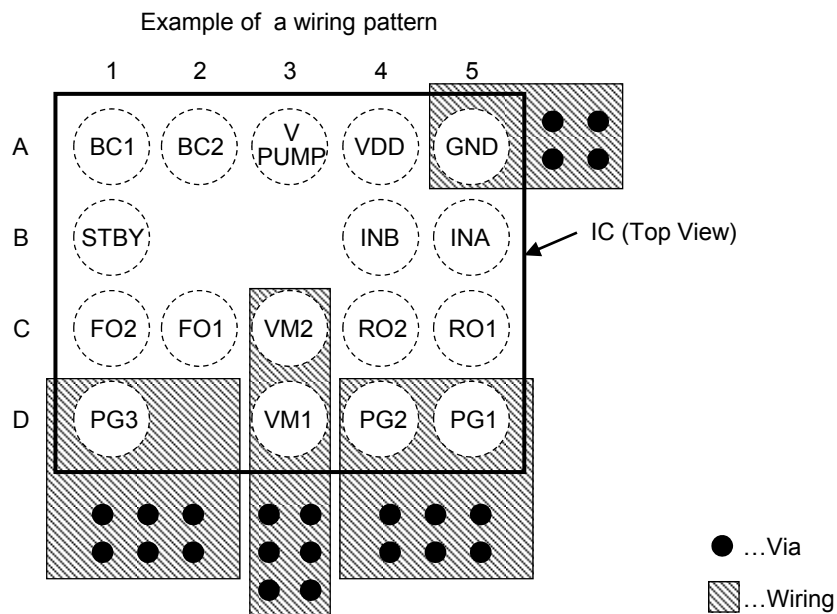 Example of a wiring pattern
1 2 3 4 5
A BC1 BC2 V PUMP VDD GND
B STBY INB INA
IC (Top View)
C FO2 FO1 VM2 RO2 RO1
D PG3 VM1 PG2 PG1
…Via
…Wiring